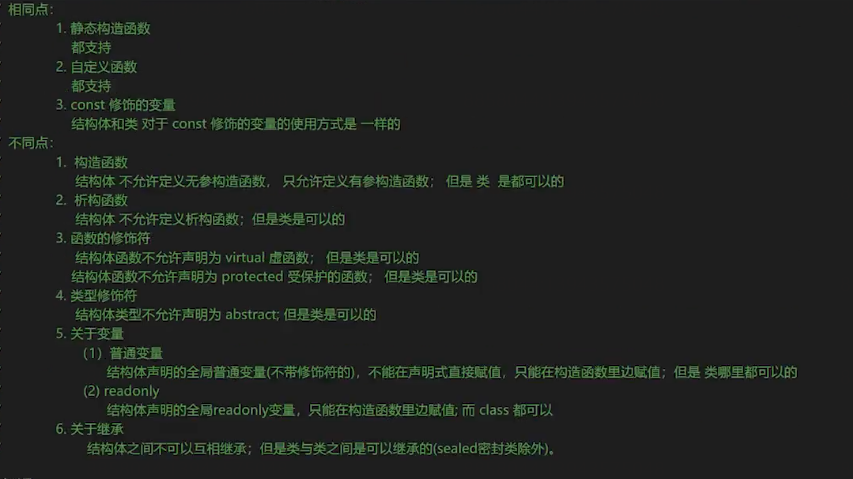 相同点：
1. 静态构造函数
都支持
2. 自定义函数
都支持
3. const 修饰的变量
结构体和类 对于 const 修饰的变量的使用方式是 一样的
不同点：
1. 构造函数
结构体 不允许定义无参构造函数， 只允许定义有参构造函数； 但是 类 是都可以的
2. 析构函数
结构体 不允许定义析构函数；但是类是可以的
3. 函数的修饰符
结构体函数不允许声明为 virtual 虚函数； 但是类是可以的
结构体函数不允许声明为 protected 受保护的函数； 但是类是可以的
4. 类型修饰符
结构体类型不允许声明为 abstract; 但是类是可以的
5. 关于变量
（1）普通变量
结构体声明的全局普通变量(不带修饰符的)，不能在声明式直接赋值，只能在构造函数里边赋值；但是 类哪里都可以的
(2) readonly
结构体声明的全局readonly变量，只能在构造函数里边赋值; 而 class 都可以
6. 关于继承
结构体之间不可以互相继承；但是类与类之间是可以继承的(sealed密封类除外)。